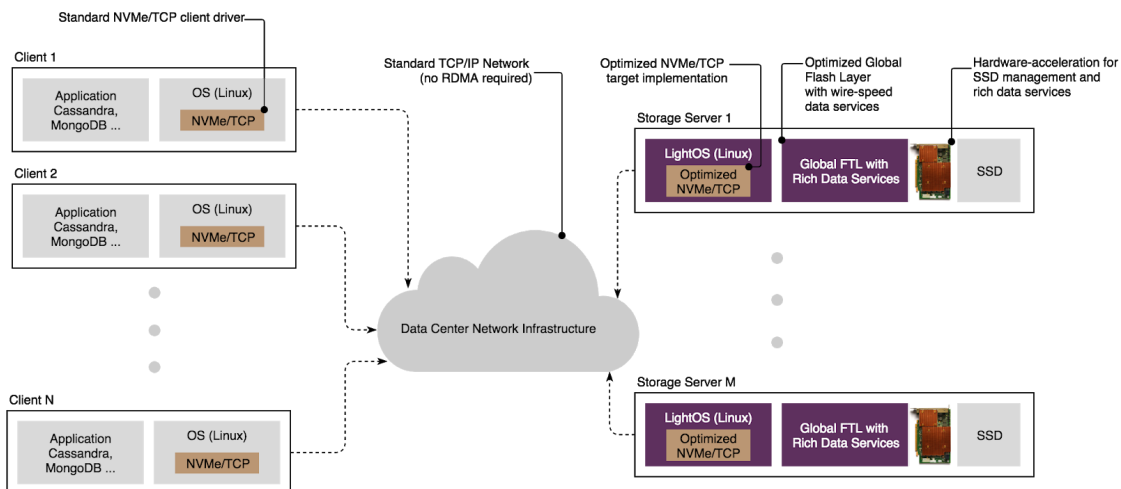 Standard NVMe/TCP client driver
Client 1
Application
Cassandra,
MongoDB ...
OS (Linux)
NVMe/TCP
Client 2
Application
Cassandra,
MongoDB ...
OS (Linux)
NVMe/TCP
Client N
Application
Cassandra,
MongoDB ...
OS (Linux)
NVMe/TCP
Standard TCP/IP Network
(no RDMA required)
Data Center Network Infrastructure
Optimized NVMe/TCP
target implementation
Optimized Global
Flash Layer
with wire-speed
data services
Hardware-acceleration for
SSD management and
rich data services
Storage Server 1
LightOS (Linux)
Optimized
NVMe/TCP
Global FTL with
Rich Data Services
SSD
Storage Server M
LightOS (Linux)
Optimized
NVMe/TCP
Global FTL with
Rich Data Services
SSD